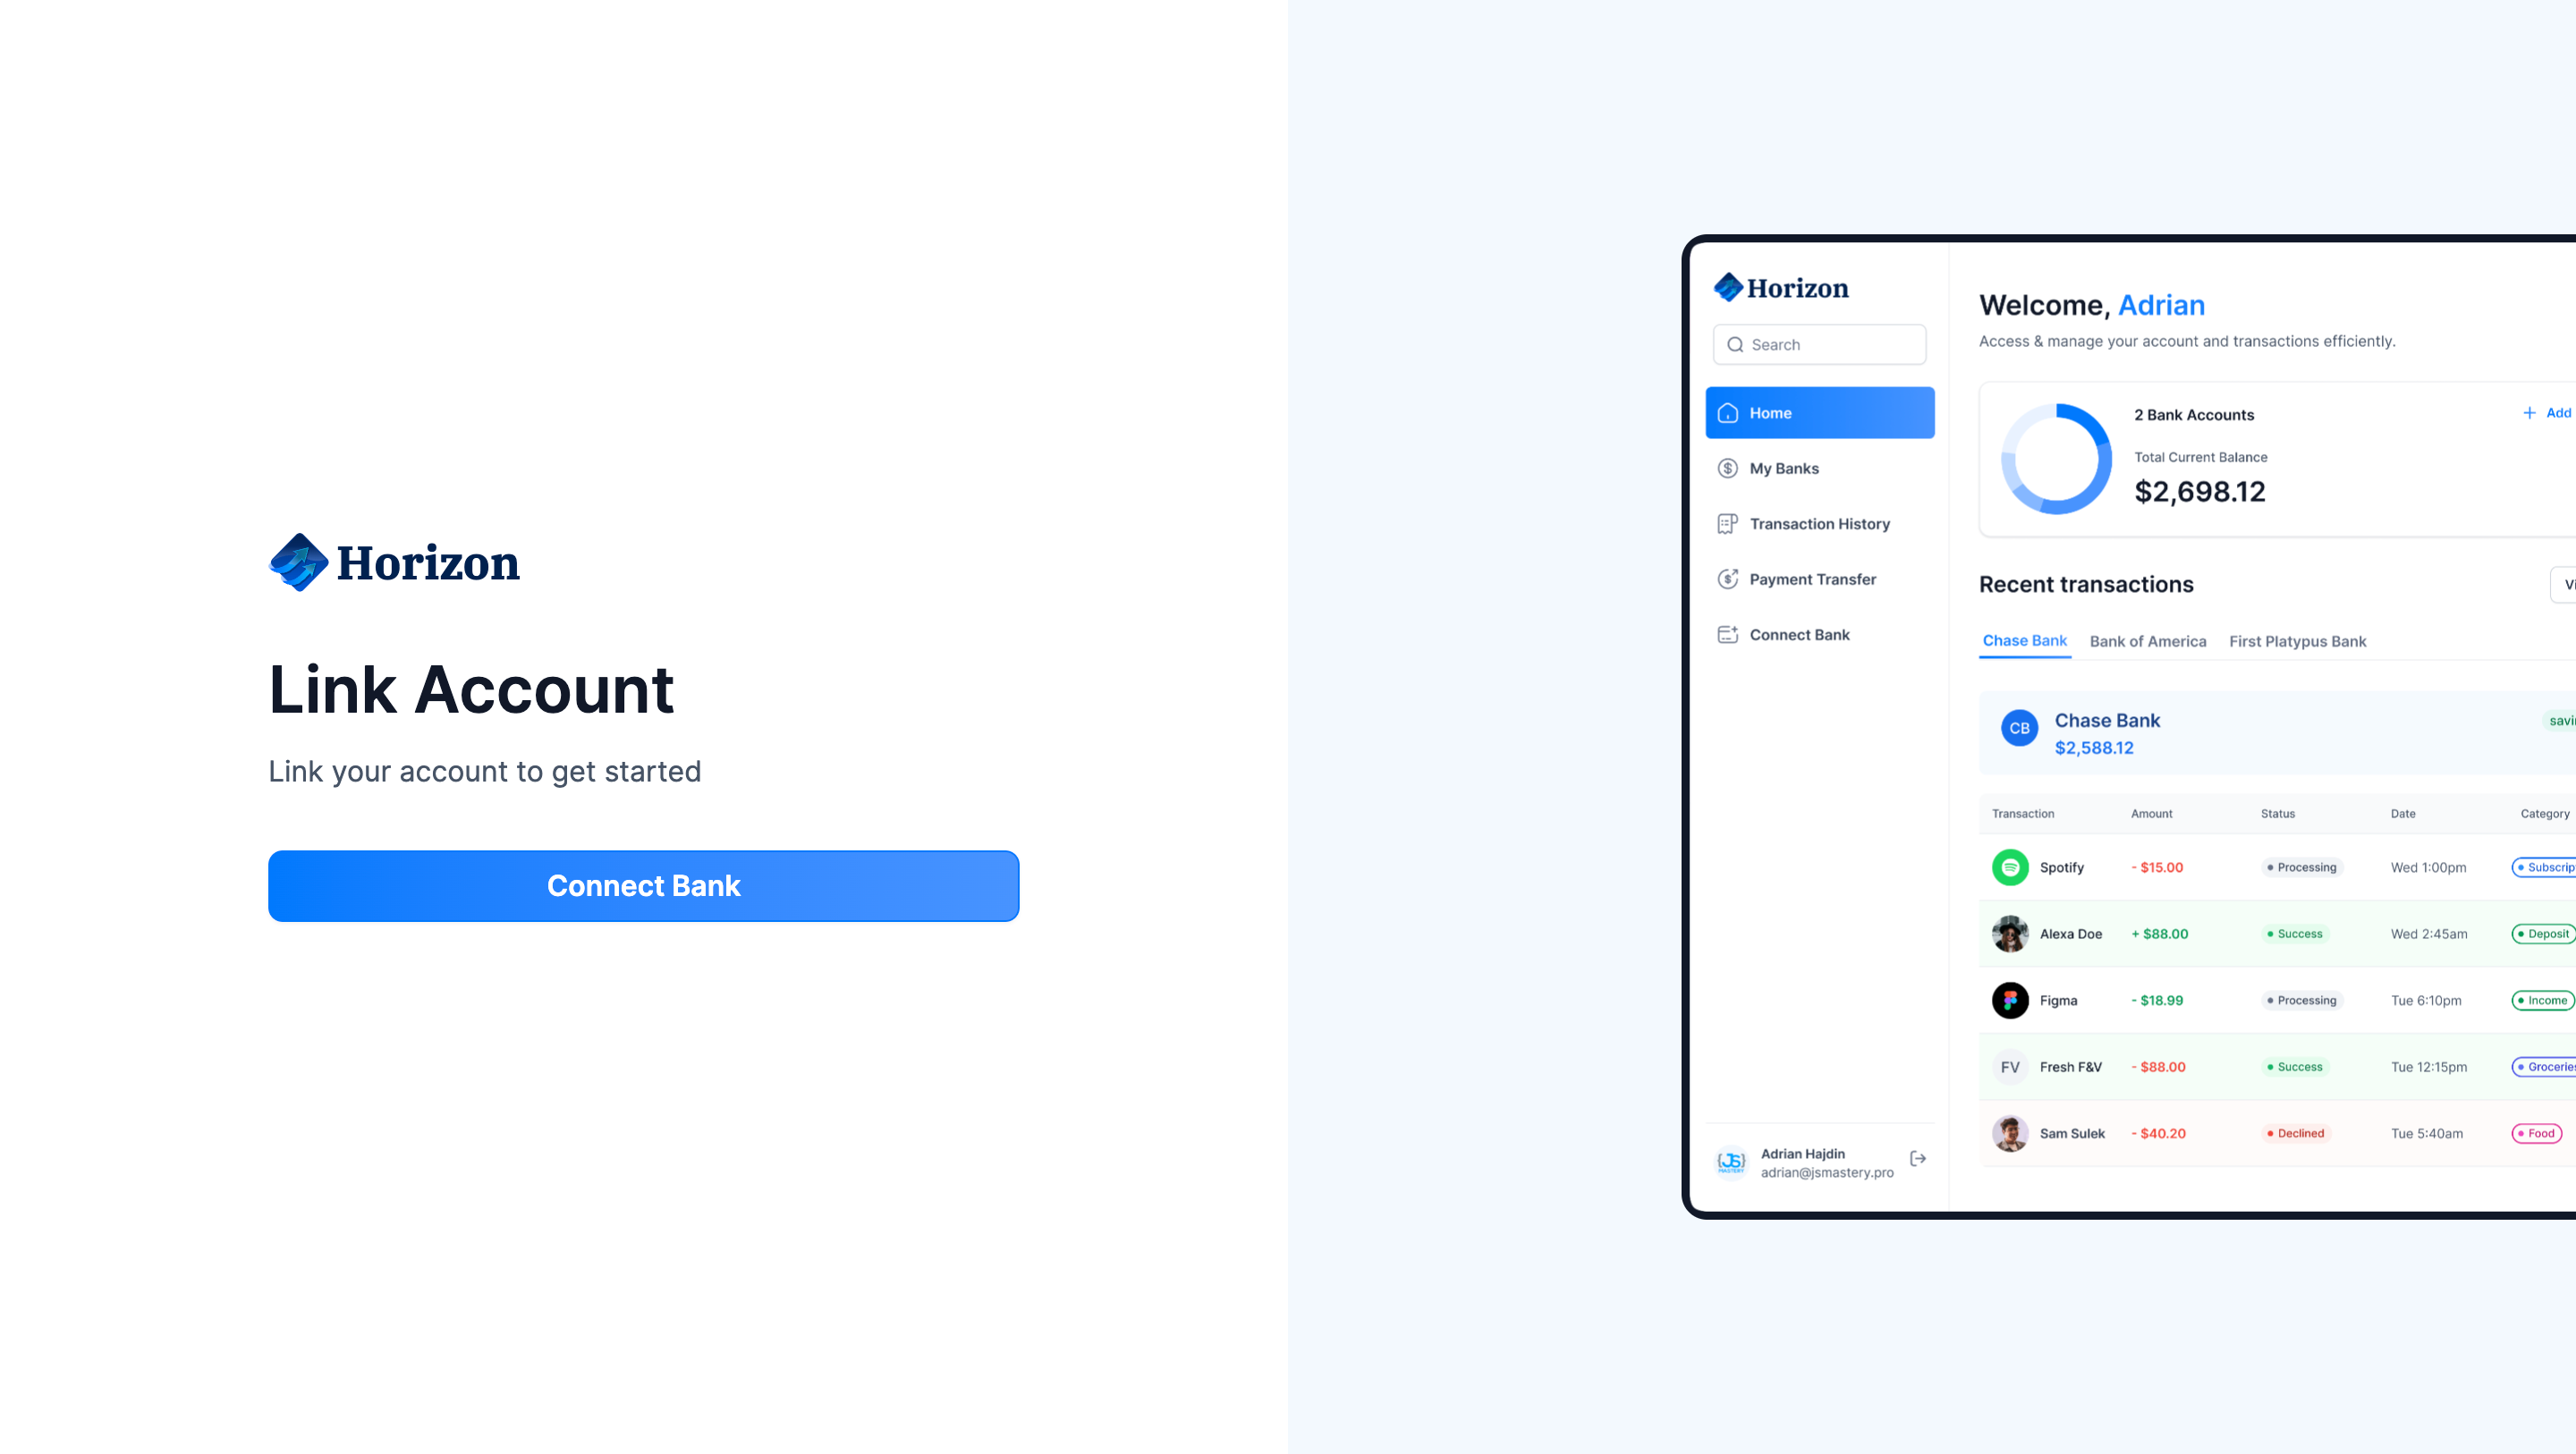 Horizon
Link Account
Link your account to get started
Connect Bank
Horizon
Search
Home
My Banks
Transaction History
Payment Transfer
Connect Bank
{JS}
MASTERY
Adrian Hajdin
adrian@jsmastery.pro
Welcome, Adrian
Access & manage your account and transactions efficiently.
2 Bank Accounts
+ Add
Total Current Balance
$2,698.12
Recent transactions
Chase Bank Bank of America First Platypus Bank
CB Chase Bank
$2,588.12
Transaction Amount Status Date Category
Spotify - $15.00 Processing Wed 1:00pm
Alexa Doe + $88.00 Success Wed 2:45am Deposit
Figma - $18.99 Processing Tue 6:10pm Income
FV Fresh F&V - $88.00 Success Tue 12:15pm Groceries
Sam Sulek - $40.20 Declined Tue 5:40am Food